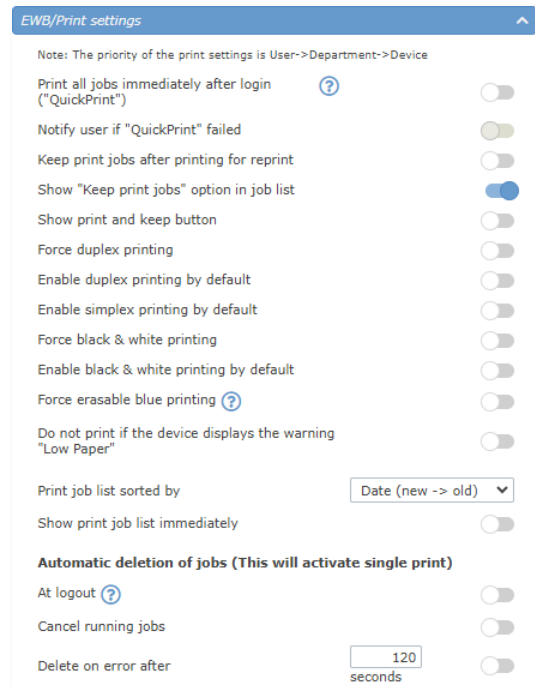 EWB/Print settings
Note: The priority of the print settings is User->Department->Device
Print all jobs immediately after login
("QuickPrint")
?
Notify user if "QuickPrint" failed
Keep print jobs after printing for reprint
Show "Keep print jobs" option in job list
Show print and keep button
Force duplex printing
Enable duplex printing by default
Enable simplex printing by default
Force black & white printing
Enable black & white printing by default
Force erasable blue printing ?
Do not print if the device displays the warning
"Low Paper"
Print job list sorted by Date (new -> old)
Show print job list immediately
Automatic deletion of jobs (This will activate single print)
At logout ?
Cancel running jobs
Delete on error after 120
seconds